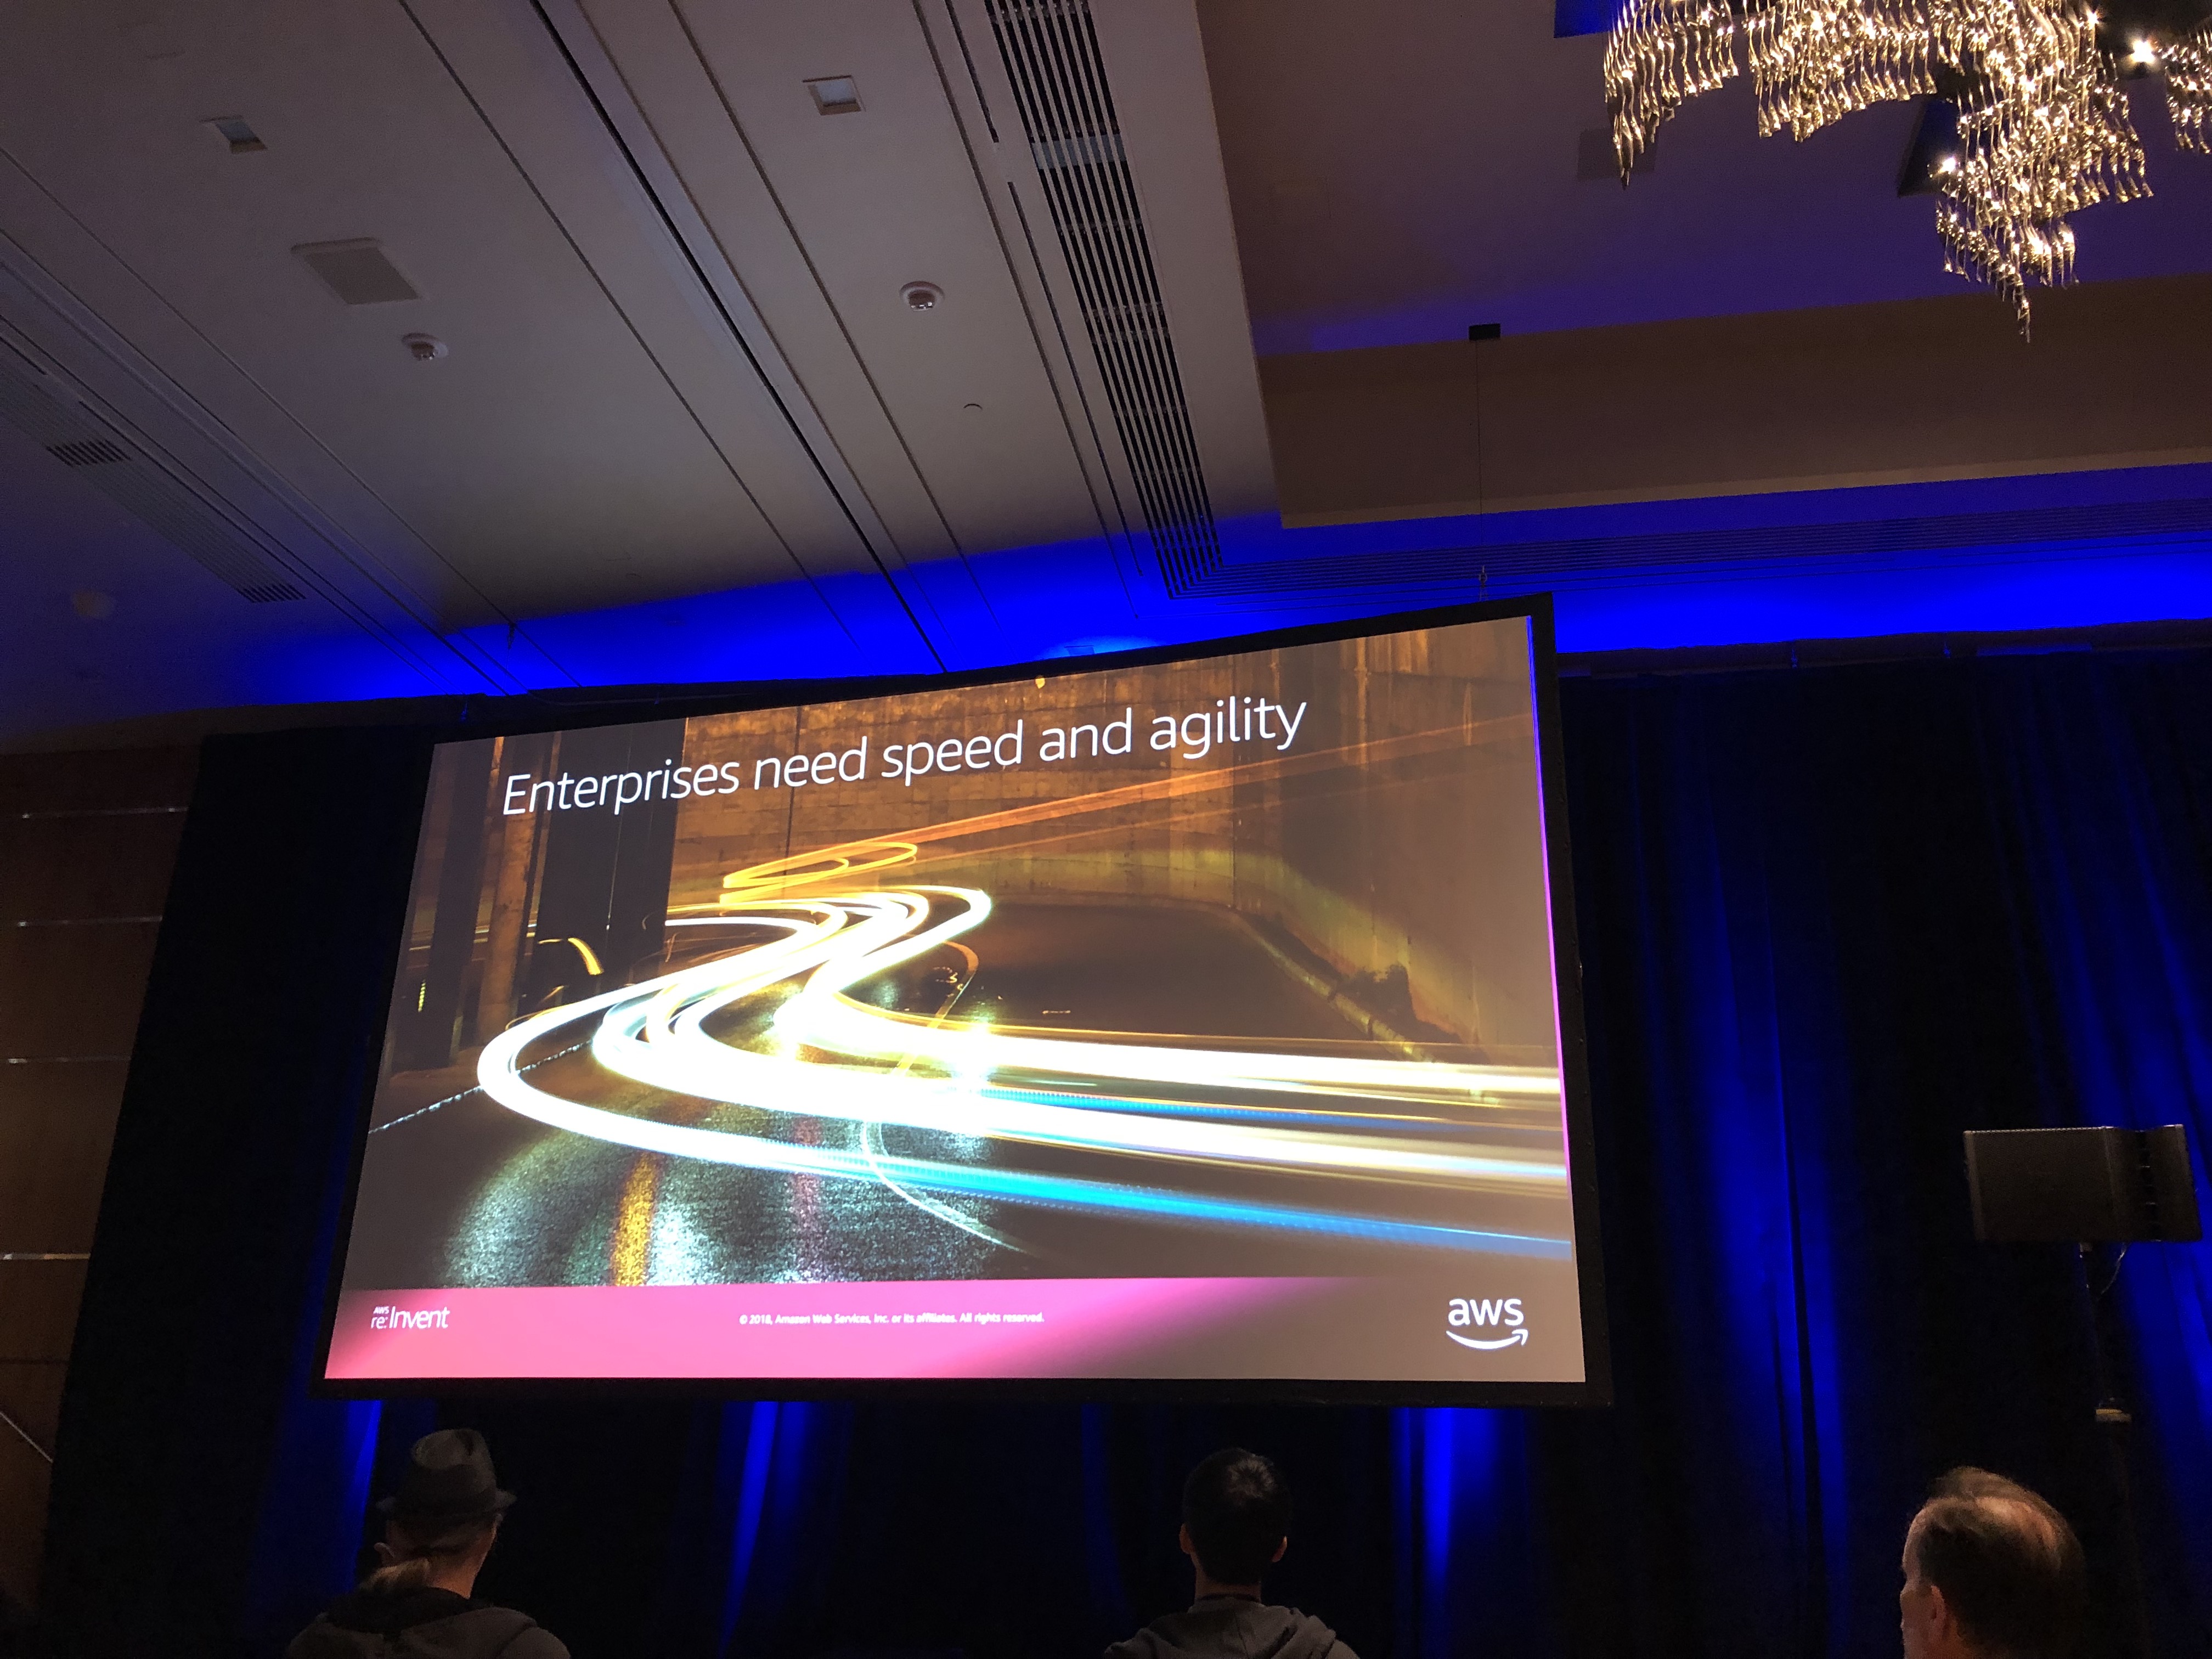 Enterprises need speed and agility
AWS
re:Invent
© 2018, Amazon Web Services, Inc. or its affiliates. All rights reserved.
aws